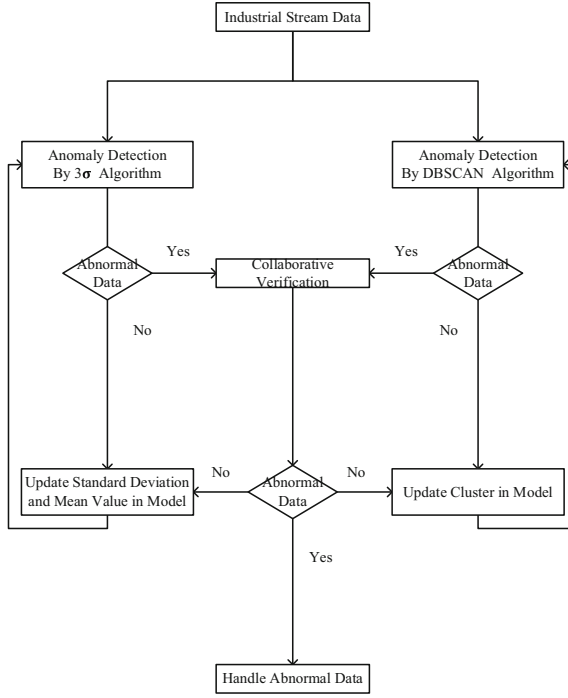 Industrial Stream Data
Anomaly Detection
By 3σ Algorithm
Anomaly Detection
By DBSCAN Algorithm
Abnormal
Data
Yes
Collaborative
Verification
Yes
Abnormal
Data
No
No
Update Standard Deviation
and Mean Value in Model
No
Abnormal
Data
No
Update Cluster in Model
Yes
Handle Abnormal Data